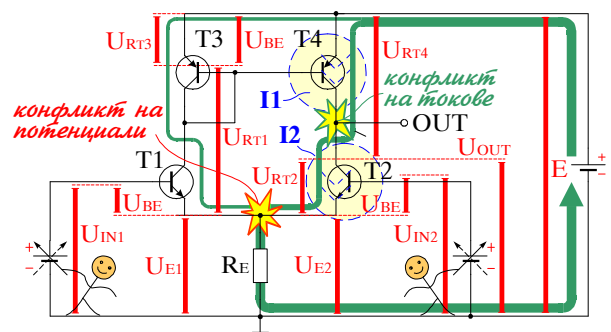 URT3
UBE
T3
T4
URT4
конфликт
на токове
I1
OUT
конфликт на
потенциали
URT1
I2
UOUT
E
T1
URT2
T2
UBE
UBE
UIN1
UE1
RE
UE2
UIN2
+
−
+
−
+
−